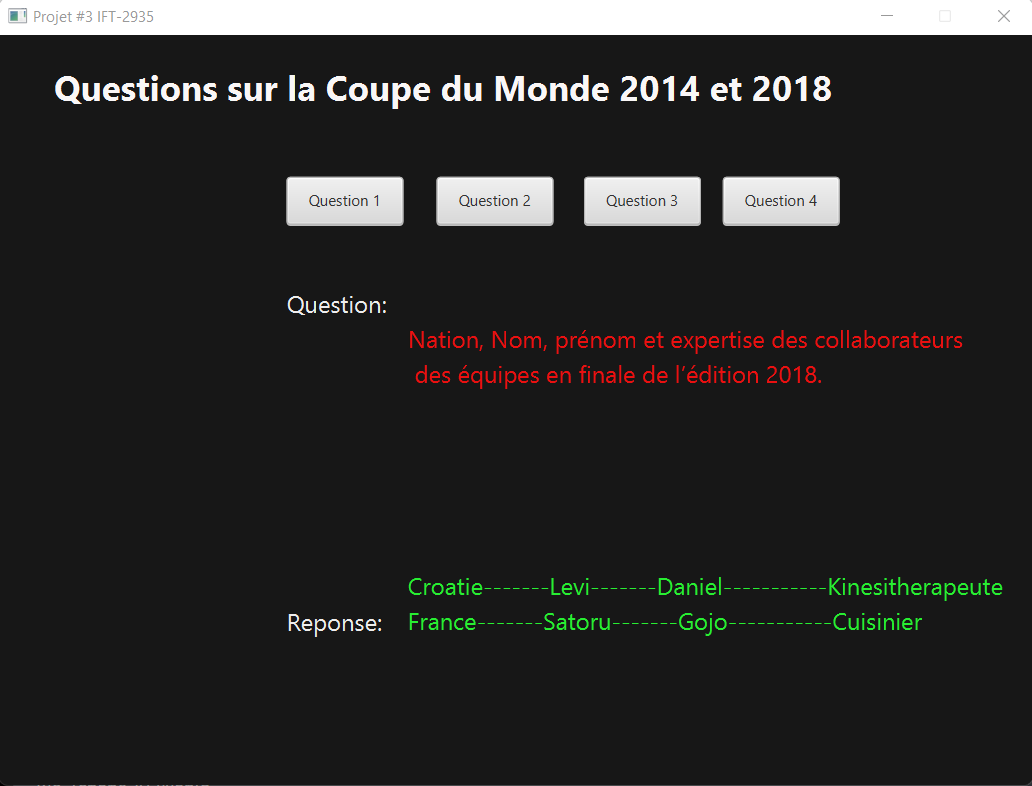 Projet #3 IFT-2935
Questions sur la Coupe du Monde 2014 et 2018
Question 1 Question 2 Question 3 Question 4
Question:
Nation, Nom, prénom et expertise des collaborateurs
des équipes en finale de l’édition 2018.
Croatie-------Levi-------Daniel-----------Kinesitherapeute
Reponse: France-------Satoru-------Gojo-----------Cuisinier